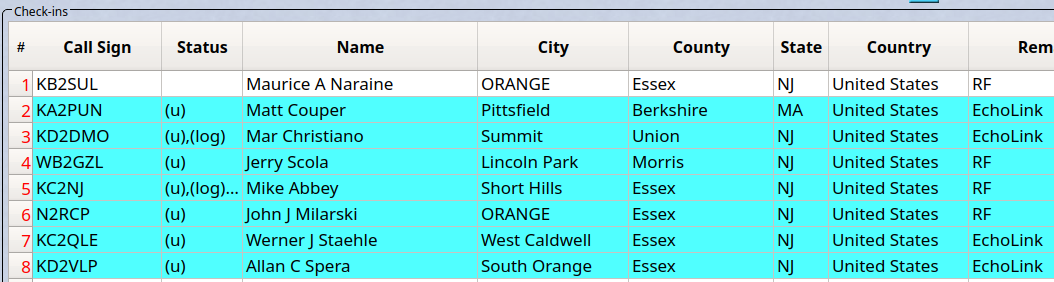 Check-ins
# Call Sign Status Name City County State Country Rem
1 KB2SUL Maurice A Naraine ORANGE Essex NJ United States RF
2 KA2PUN (u) Matt Couper Pittsfield Berkshire MA United States EchoLink
3 KD2DMO (u),(log) Mar Christiano Summit Union NJ United States EchoLink
4 WB2GZL (u) Jerry Scola Lincoln Park Morris NJ United States RF
5 KC2NJ (u),(log)... Mike Abbey Short Hills Essex NJ United States RF
6 N2RCP (u) John J Milarski ORANGE Essex NJ United States RF
7 KC2QLE (u) Werner J Staehle West Caldwell Essex NJ United States EchoLink
8 KD2VLP (u) Allan C Spera South Orange Essex NJ United States EchoLink